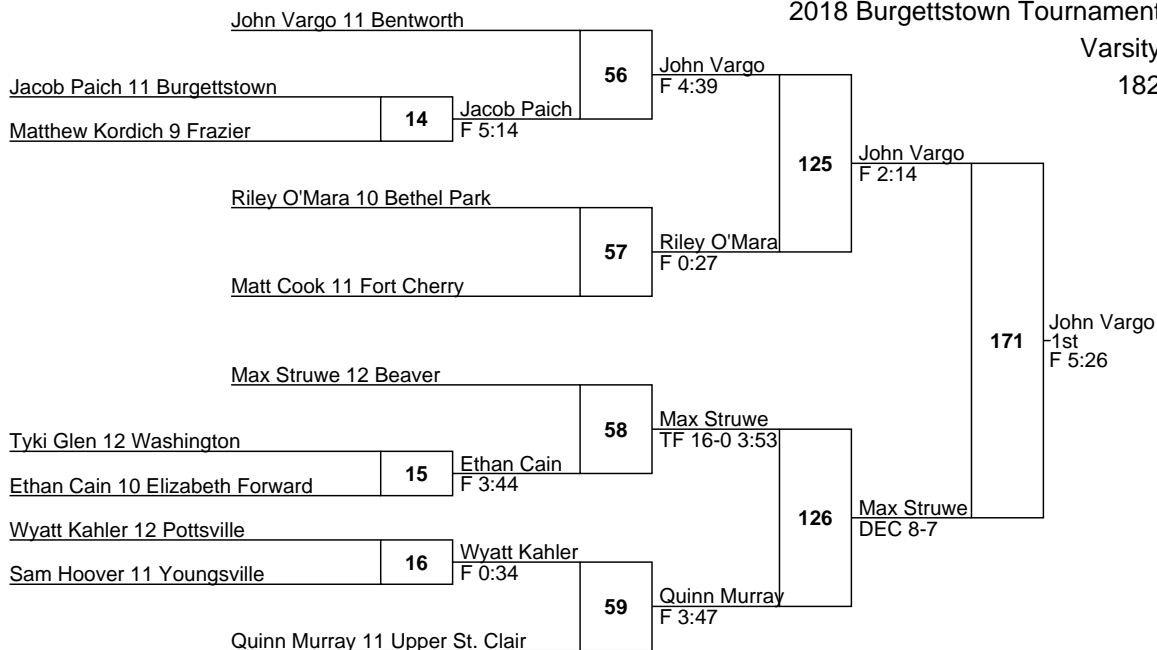 2018 Burgettstown Tournament
Varsity
182
John Vargo 11 Bentworth
56
John Vargo
F 4:39
Jacob Paich 11 Burgettstown
14
Jacob Paich
F 5:14
Matthew Kordich 9 Frazier
125
John Vargo
F 2:14
Riley O'Mara 10 Bethel Park
57
Riley O'Mara
F 0:27
Matt Cook 11 Fort Cherry
171
John Vargo
1st
F 5:26
Max Struwe 12 Beaver
58
Max Struwe
TF 16-0 3:53
Tyki Glen 12 Washington
15
Ethan Cain
F 3:44
Ethan Cain 10 Elizabeth Forward
126
Max Struwe
DEC 8-7
Wyatt Kahler 12 Pottsville
16
Wyatt Kahler
F 0:34
Sam Hoover 11 Youngsville
59
Quinn Murray
F 3:47
Quinn Murray 11 Upper St. Clair